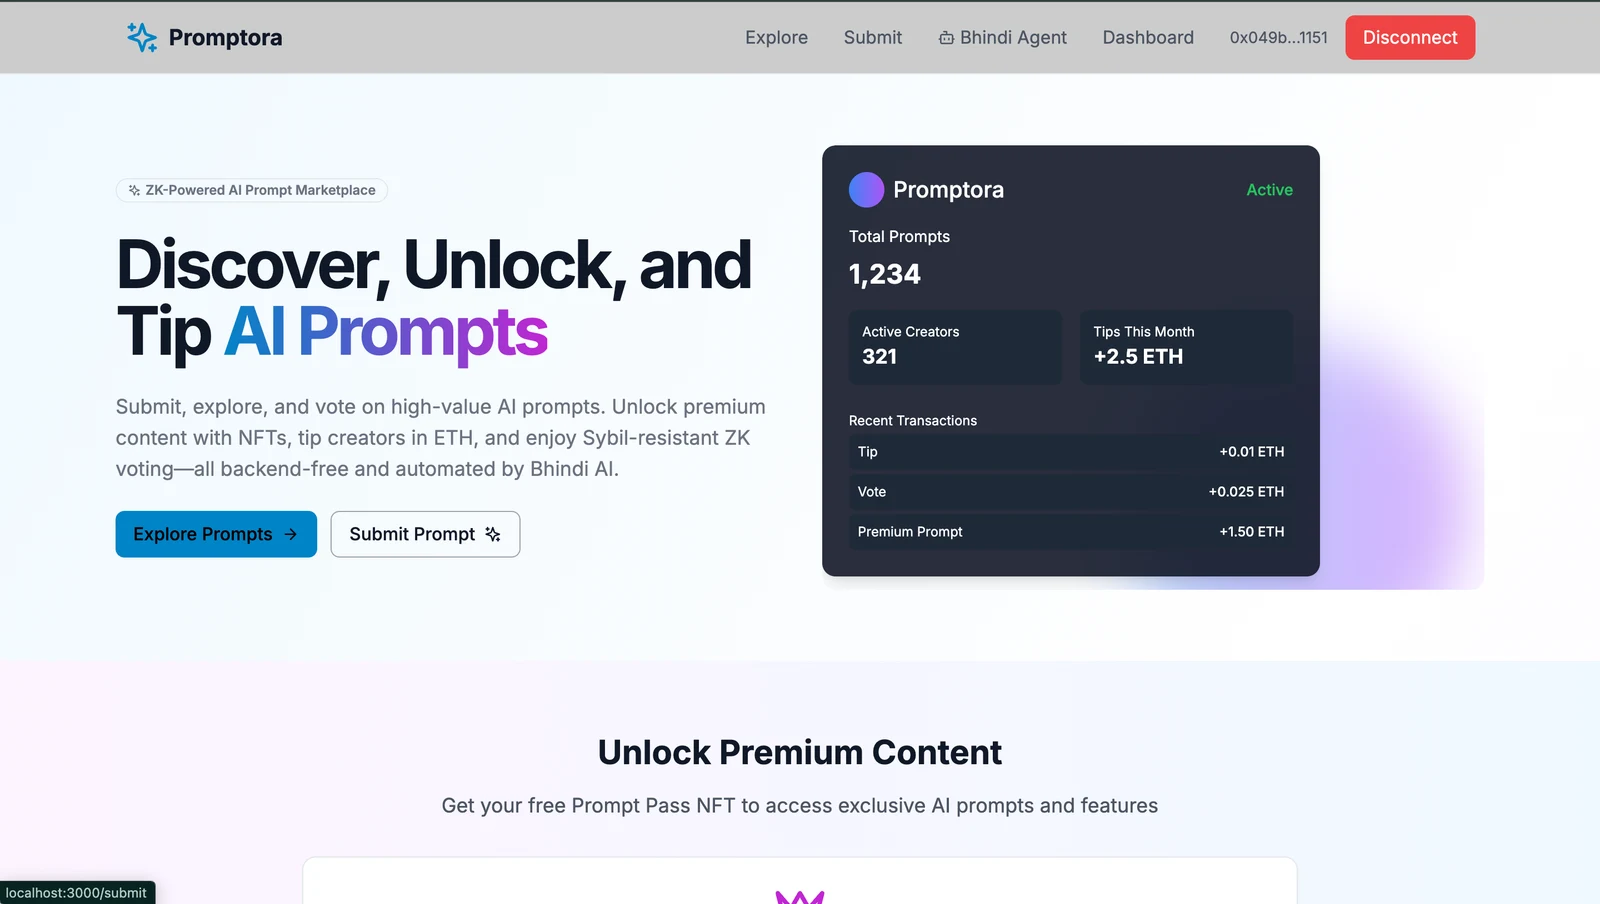 Promptora
Explore
Submit
Bhindi Agent
Dashboard
0x049b...1151
Disconnect
ZK-Powered AI Prompt Marketplace
Discover, Unlock, and
Tip AI Prompts
Submit, explore, and vote on high-value AI prompts. Unlock premium
content with NFTs, tip creators in ETH, and enjoy Sybil-resistant ZK
voting—all backend-free and automated by Bhindi AI.
Explore Prompts
Submit Prompt
Promptora
Active
Total Prompts
1,234
Active Creators
321
Tips This Month
+2.5 ETH
Recent Transactions
Tip +0.01 ETH
Vote +0.025 ETH
Premium Prompt +1.50 ETH
Unlock Premium Content
Get your free Prompt Pass NFT to access exclusive AI prompts and features
localhost:3000/submit